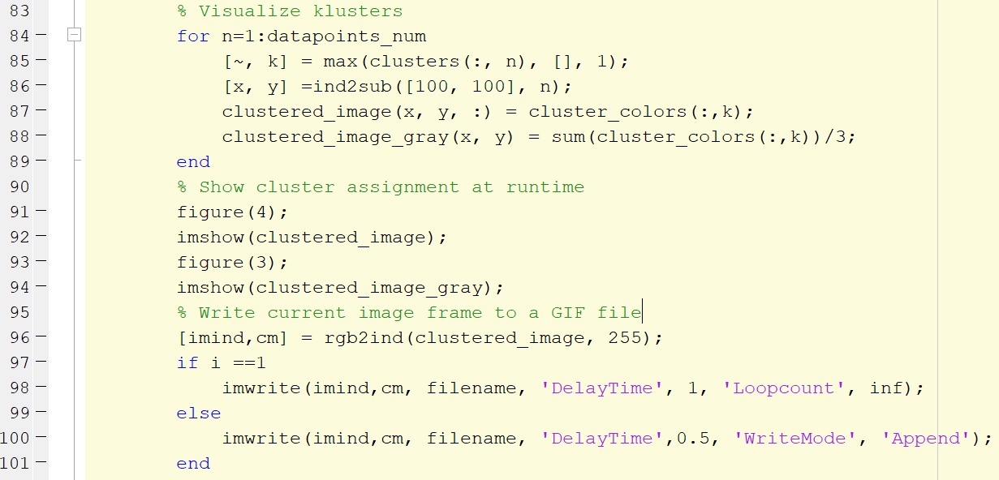 83 % Visualize klusters
84 for n=1:datapoints_num
85 [~, k] = max(clusters(:, n), [], 1);
86 [x, y] =ind2sub([100, 100], n);
87 clustered_image(x, y, :) = cluster_colors(:,k);
88 clustered_image_gray(x, y) = sum(cluster_colors(:,k))/3;
89 end
90 % Show cluster assignment at runtime
91 figure(4);
92 imshow(clustered_image);
93 figure(3);
94 imshow(clustered_image_gray);
95 % Write current image frame to a GIF file
96 [imind,cm] = rgb2ind(clustered_image, 255);
97 if i ==1
98 imwrite(imind,cm, filename, 'DelayTime', 1, 'Loopcount', inf);
99 else
100 imwrite(imind,cm, filename, 'DelayTime',0.5, 'WriteMode', 'Append');
101 end